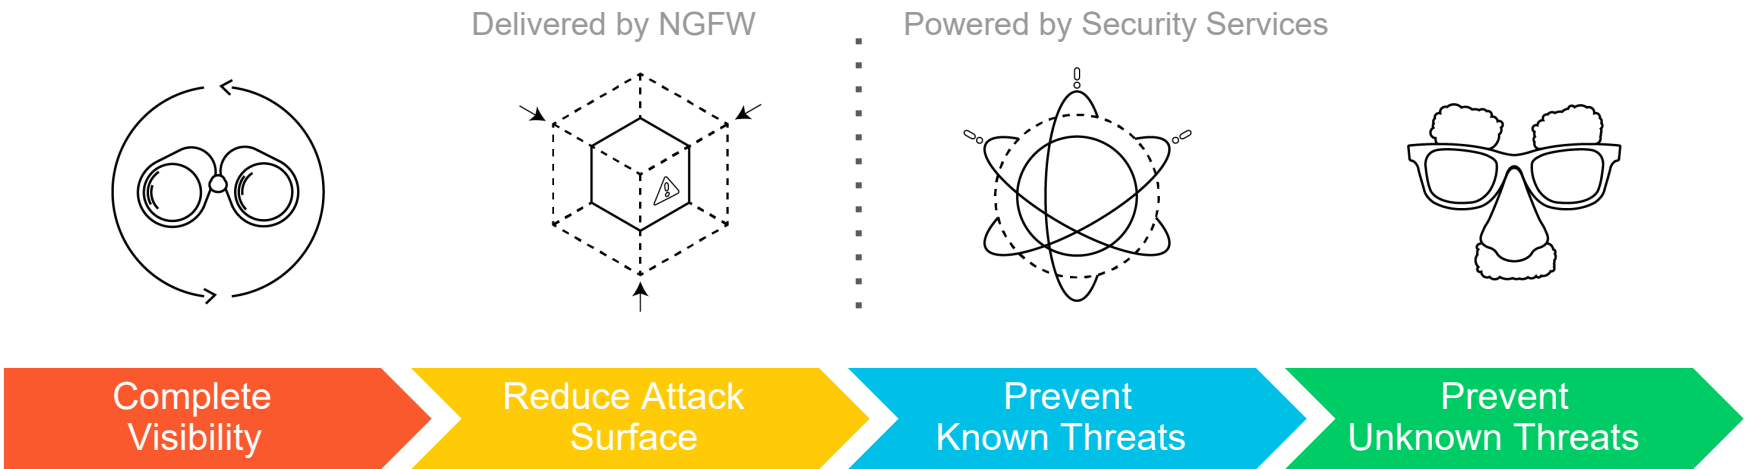 Delivered by NGFW
Powered by Security Services
Complete
Visibility
Reduce Attack
Surface
Prevent
Known Threats
Prevent
Unknown Threats